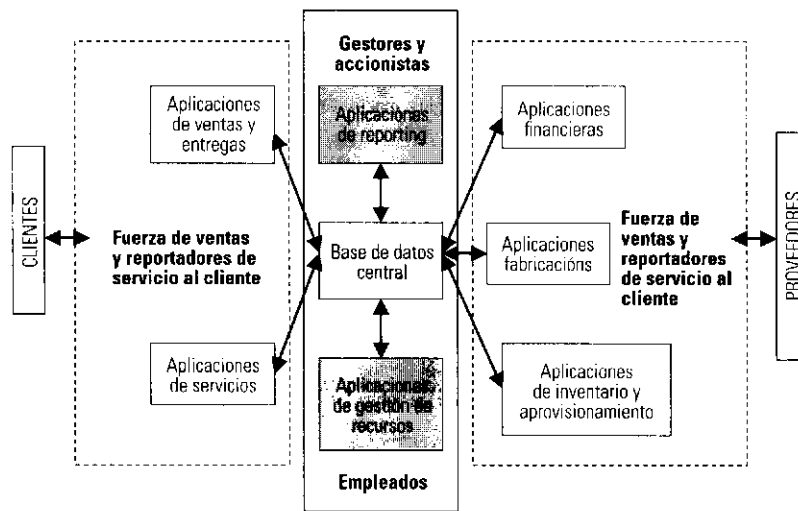 Gestores y
accionistas
Aplicaciones
de ventas y
entregas
Aplicaciones
de reporting
Aplicaciones
financieras
CLIENTES
Fuerza de ventas
y reportadores de
servicio al cliente
Base de datos
central
Aplicaciones
fabricacións
Fuerza de
ventas y
reportadores
de servicio al
cliente
PROVEEDORES
Aplicaciones
de servicios
Aplicaciones
de gestión de
recursos
Aplicaciones
de inventario y
aprovisionamiento
Empleados